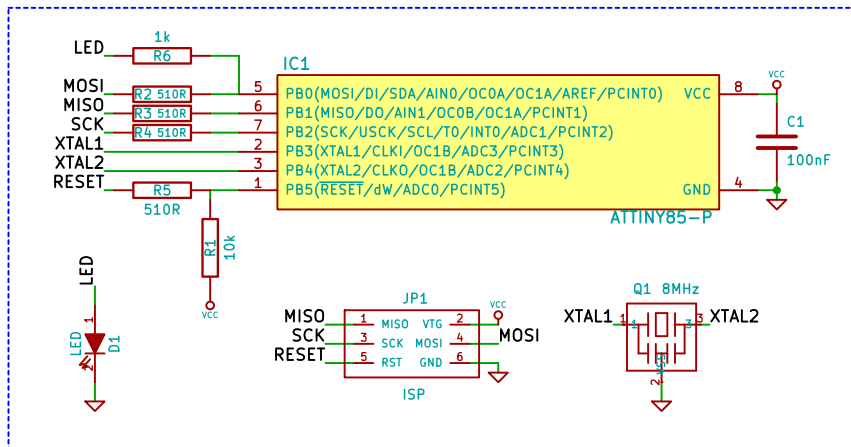 1k
LED
R6
IC1
VCC
MOSI
R2 510R
5
PB0(MOSI/DI/SDA/AIN0/OC0A/OC1A/AREF/PCINT0)
VCC
8
MISO
R3 510R
6
PB1(MISO/DO/AIN1/OC0B/OC1A/PCINT1)
SCK
R4 510R
7
PB2(SCK/USCK/SCL/T0/INT0/ADC1/PCINT2)
C1
XTAL1
2
PB3(XTAL1/CLKI/OC1B/ADC3/PCINT3)
100nF
XTAL2
3
PB4(XTAL2/CLKO/OC1B/ADC2/PCINT4)
RESET
R5
1
PB5(RESET/dW/ADC0/PCINT5)
GND
4
510R
ATTINY85-P
R1
10k
VCC
LED
1
LED
D1
2
JP1
VCC
MISO
1
MISO
VTG
2
SCK
3
SCK
MOSI
4
MOSI
RESET
5
RST
GND
6
ISP
Q1 8MHz
XTAL1
1
1
3
3
XTAL2
VSS
2